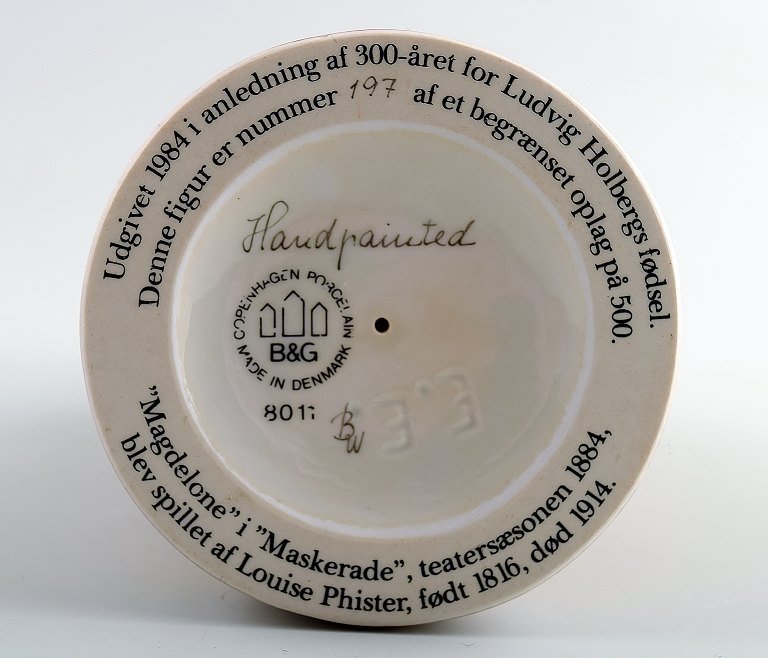 Udgivet 1984 i anledning af 300-året for Ludvig Holbergs fødsel.
Denne figur er nummer 197 af et begrænset oplag på 500.
Handpainted
COPENHAGEN PORCELAIN
B&G
MADE IN DENMARK
8011
BW
E.E
"Magdelone" i "Maskerade", teatersæsonen 1884,
blev spillet af Louise Phister, født 1816, død 1914.